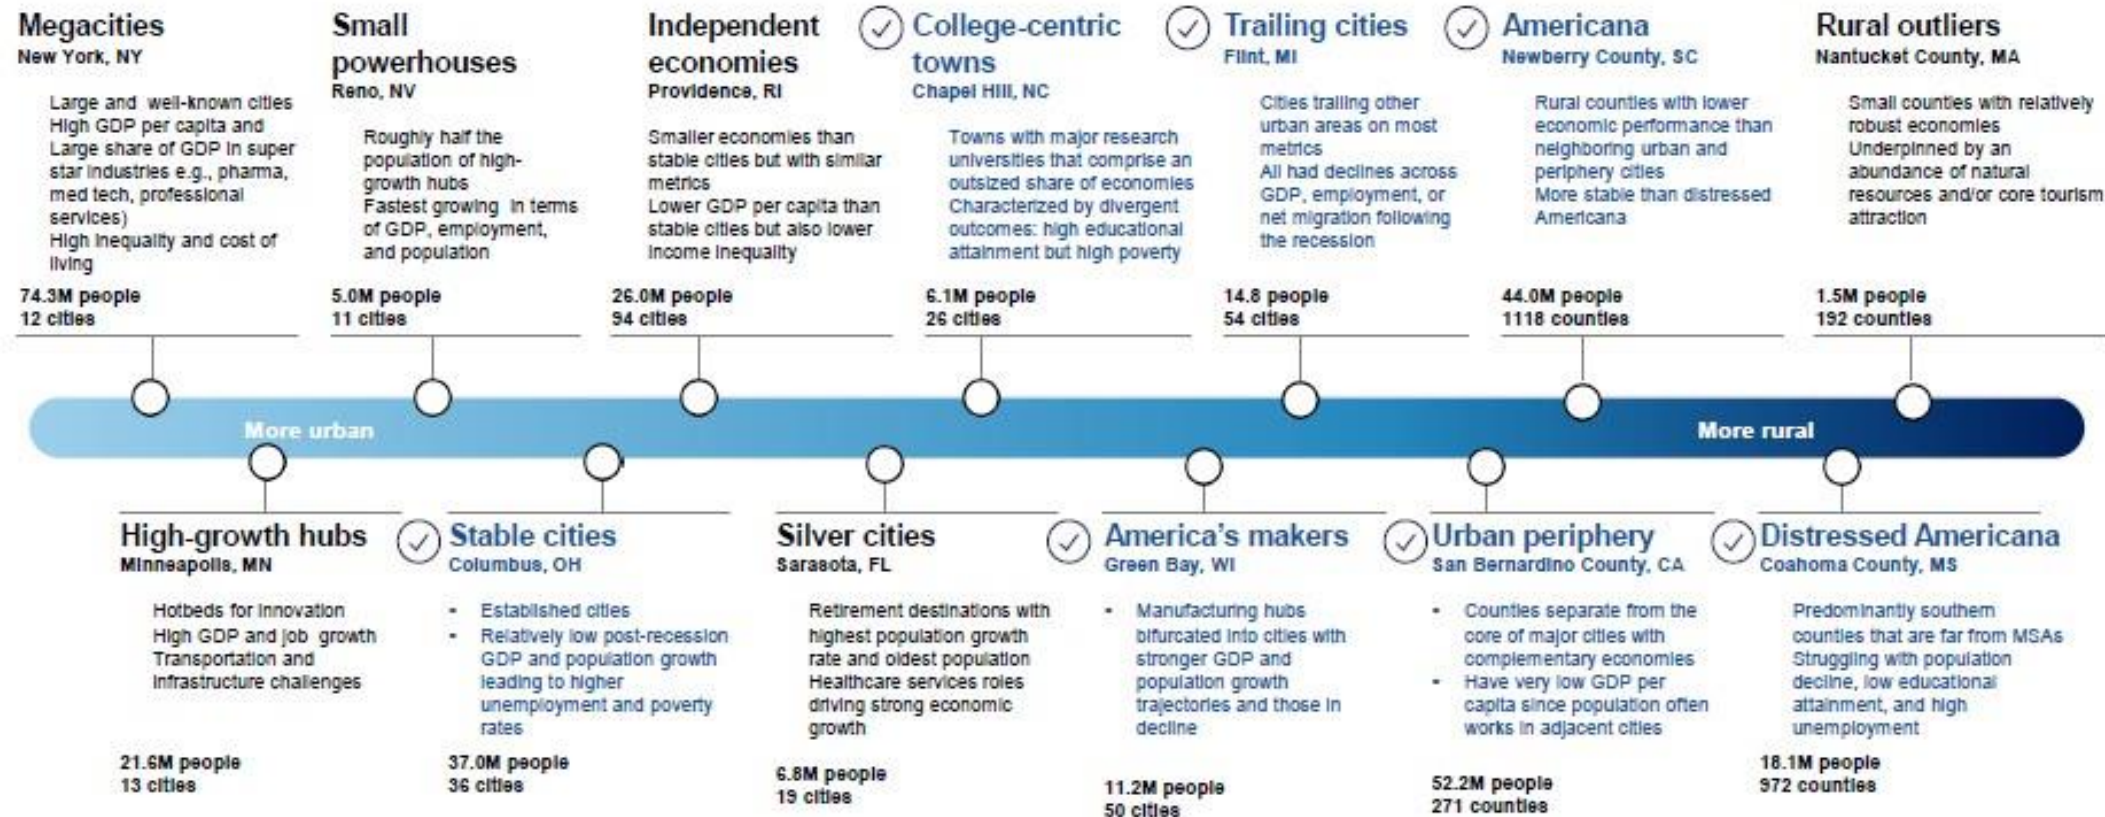 Megacities
New York, NY
Large and well-known cities
High GDP per capita and
Large share of GDP in super
star industries e.g., pharma,
med tech, professional
services)
High inequality and cost of
living
74.3M people
12 cities
Small
powerhouses
Reno, NV
Roughly half the
population of high-
growth hubs
Fastest growing in terms
of GDP, employment,
and population
5.0M people
11 cities
Independent
economies
Providence, RI
Smaller economies than
stable cities but with similar
metrics
Lower GDP per capita than
stable cities but also lower
income inequality
26.0M people
94 cities
College-centric
towns
Chapel Hill, NC
Towns with major research
universities that comprise an
outsized share of economies
Characterized by divergent
outcomes: high educational
attainment but high poverty
6.1M people
26 cities
Trailing cities
Flint, MI
Cities trailing other
urban areas on most
metrics
All had declines across
GDP, employment, or
net migration following
the recession
14.8 people
54 cities
Americana
Newberry County, SC
Rural counties with lower
economic performance than
neighboring urban and
periphery cities
More stable than distressed
Americana
44.0M people
1118 counties
Rural outliers
Nantucket County, MA
Small counties with relatively
robust economies
Underpinned by an
abundance of natural
resources and/or core tourism
attraction
1.5M people
192 counties
More urban
More rural
High-growth hubs
Minneapolis, MN
Hotbeds for innovation
High GDP and job growth
Transportation and
infrastructure challenges
21.6M people
13 cities
Stable cities
Columbus, OH
- Established cities
- Relatively low post-recession
GDP and population growth
leading to higher
unemployment and poverty
rates
37.0M people
36 cities
Silver cities
Sarasota, FL
Retirement destinations with
highest population growth
rate and oldest population
Healthcare services roles
driving strong economic
growth
6.8M people
19 cities
America's makers
Green Bay, WI
- Manufacturing hubs
bifurcated into cities with
stronger GDP and
population growth
trajectories and those in
decline
11.2M people
50 cities
Urban periphery
San Bernardino County, CA
- Counties separate from the
core of major cities with
complementary economies
- Have very low GDP per
capita since population often
works in adjacent cities
52.2M people
271 counties
Distressed Americana
Coahoma County, MS
Predominantly southern
counties that are far from MSAs
Struggling with population
decline, low educational
attainment, and high
unemployment
18.1M people
972 counties